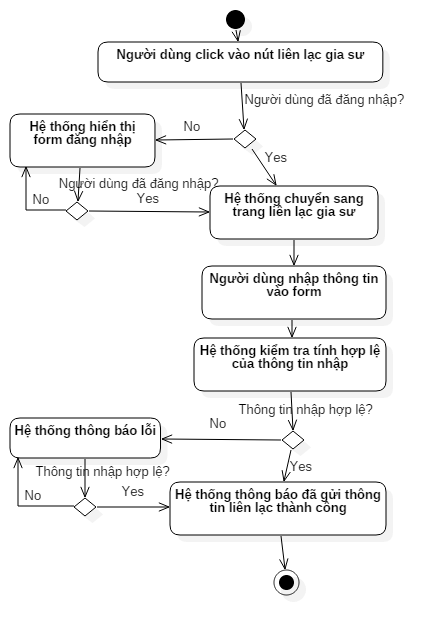 Người dùng click vào nút liên lạc gia sư
Người dùng đã đăng nhập?
No
Hệ thống hiển thị
form đăng nhập
Yes
Người dùng đã đăng nhập?
No
Yes
Hệ thống chuyển sang
trang liên lạc gia sư
Người dùng nhập thông tin
vào form
Hệ thống kiểm tra tính hợp lệ
của thông tin nhập
Thông tin nhập hợp lệ?
No
Hệ thống thông báo lỗi
Yes
Thông tin nhập hợp lệ?
No
Yes
Hệ thống thông báo đã gửi thông
tin liên lạc thành công